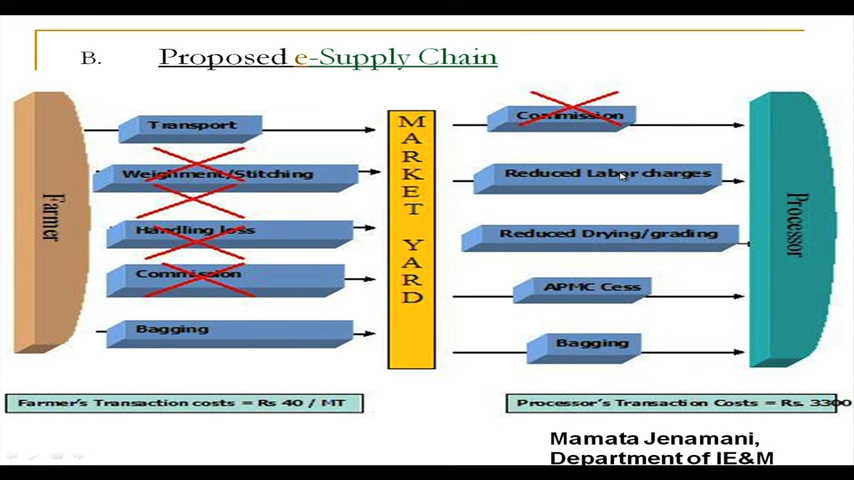 B. Proposed e-Supply Chain
Farmer
Transport
Weighment/Stitching
Handling loss
Commission
Bagging
MARKET YARD
Commission
Reduced Labor charges
Reduced Drying/grading
APMC Cess
Bagging
Processor
Farmer's Transaction costs = Rs 40 / MT
Processor's Transaction Costs = Rs. 3300
Mamata Jenamani,
Department of IE&M